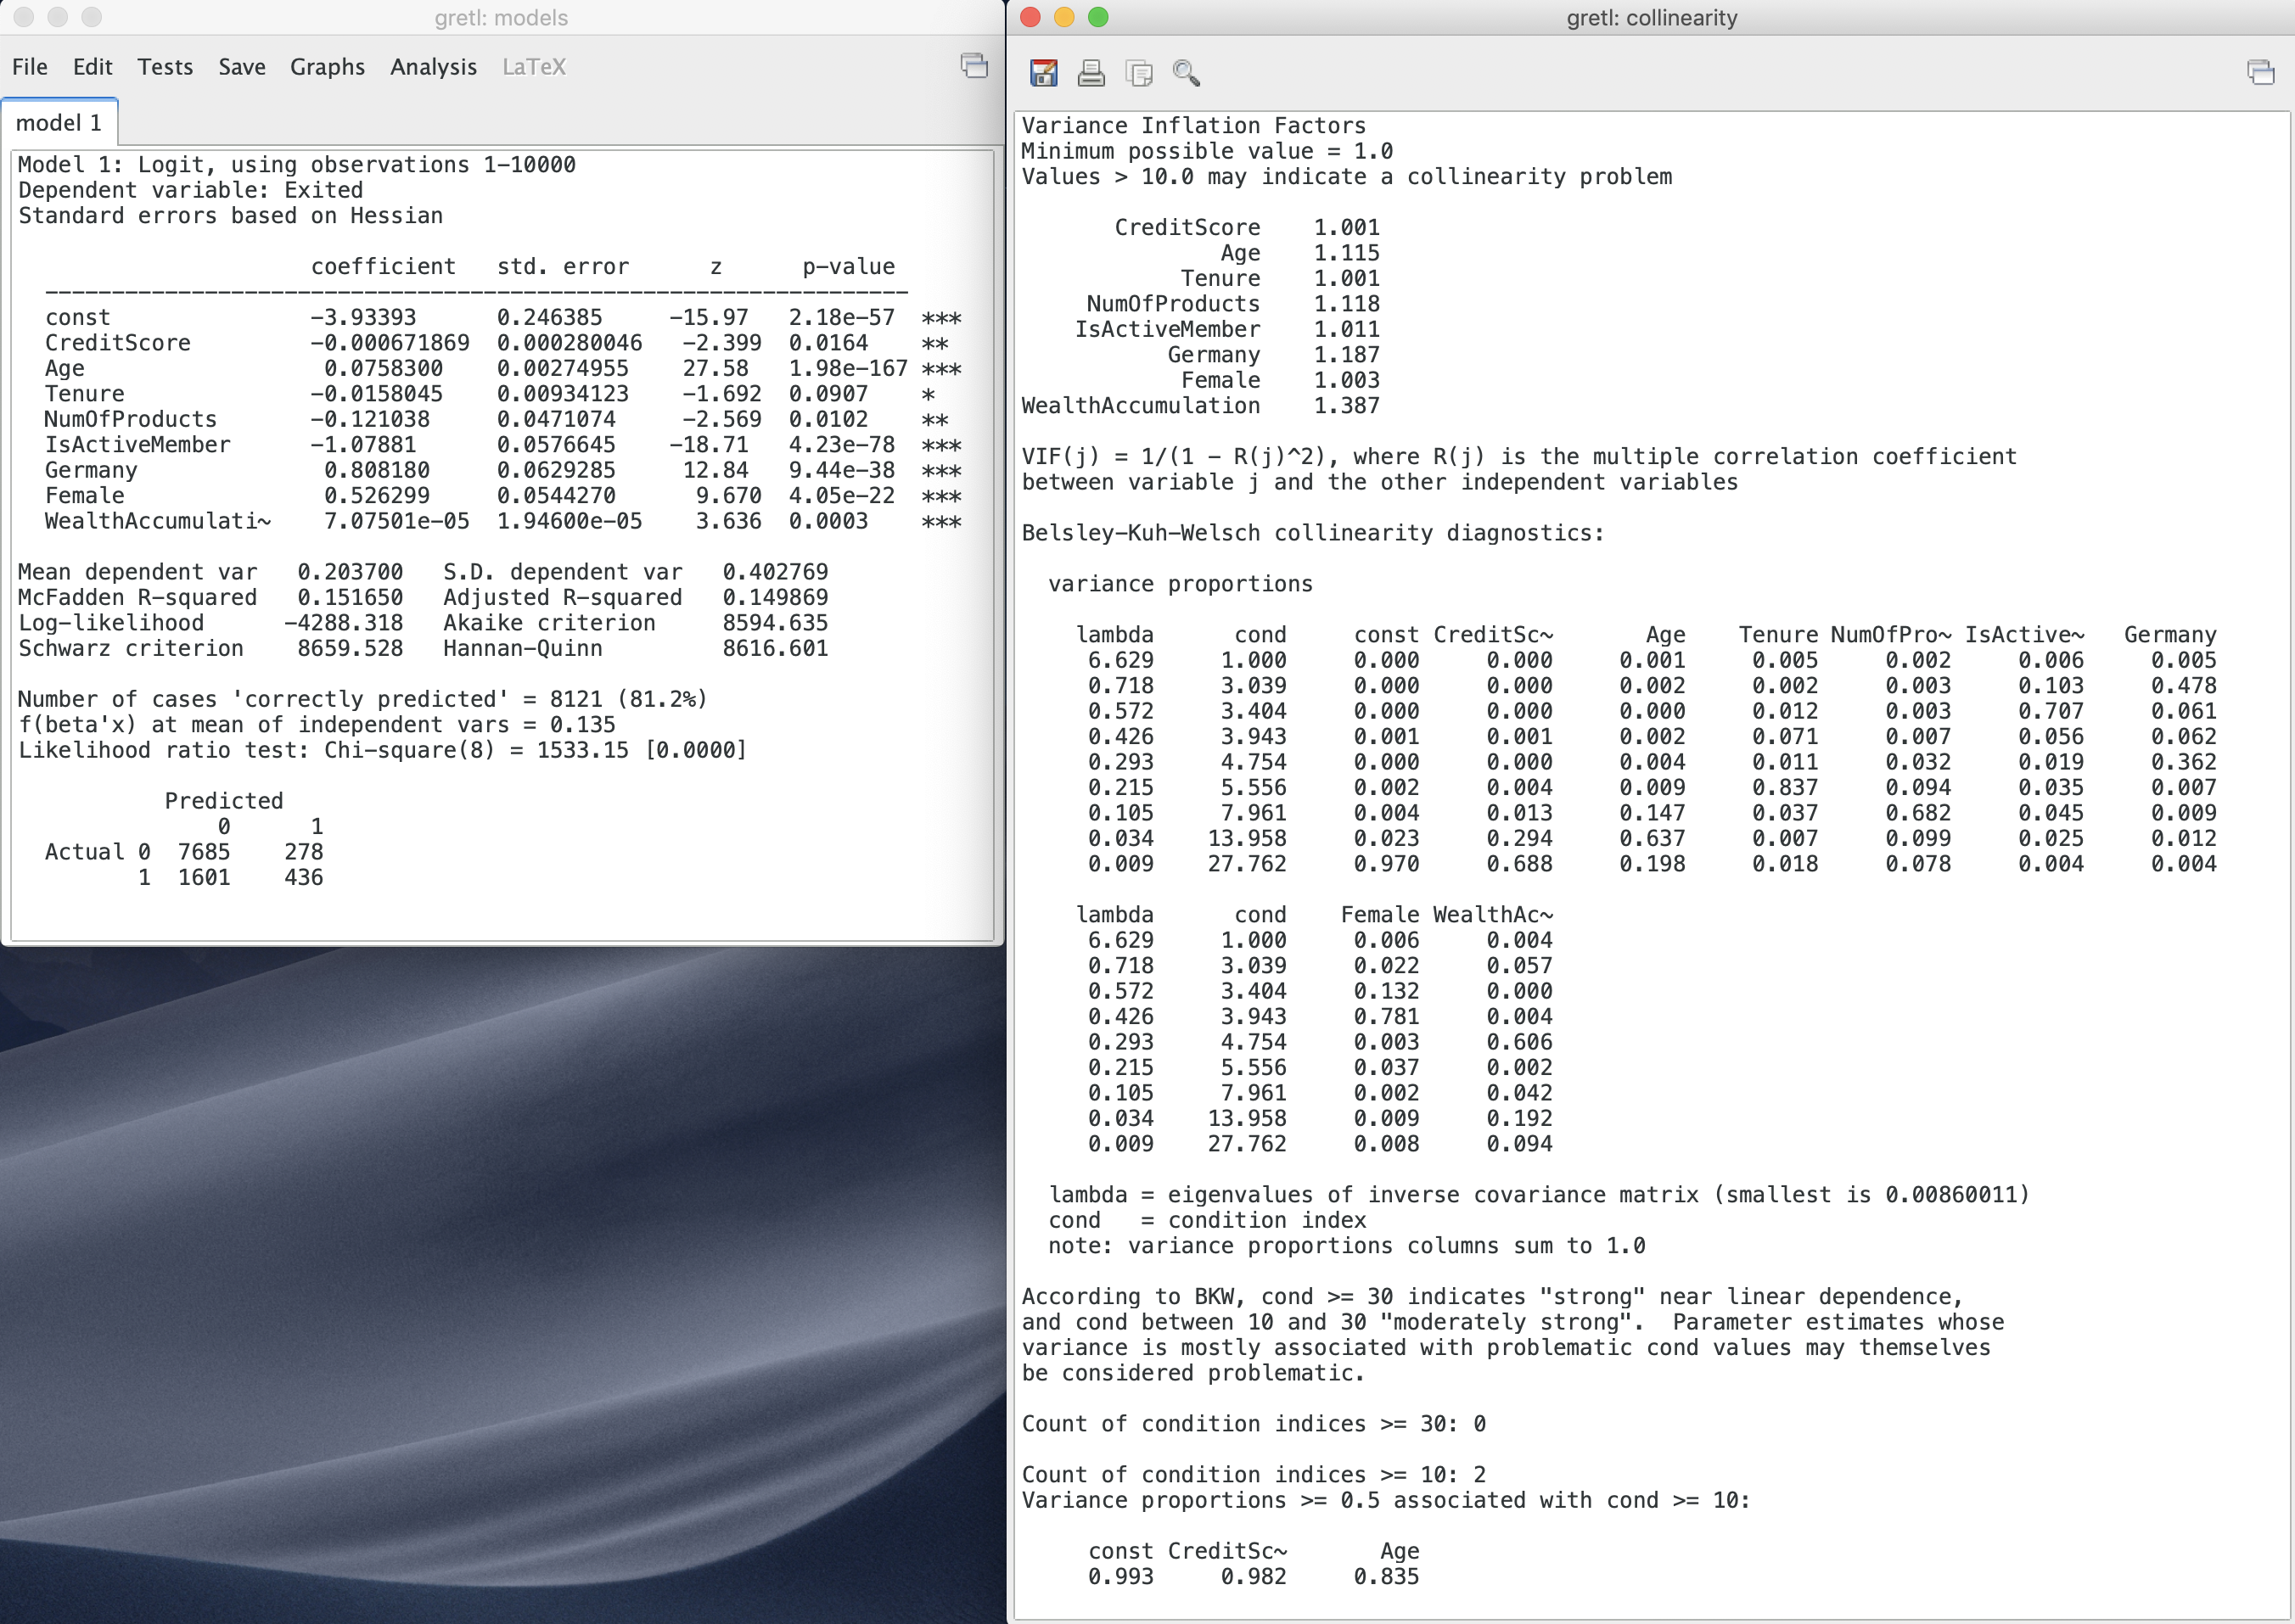 gretl: models
File Edit Tests Save Graphs Analysis LaTeX
model 1
Model 1: Logit, using observations 1-10000
Dependent variable: Exited
Standard errors based on Hessian
coefficient std. error z p-value
const -3.93393 0.246385 -15.97 2.18e-57 ***
CreditScore -0.000671869 0.000280046 -2.399 0.0164 **
Age 0.0758300 0.00274955 27.58 1.98e-167 ***
Tenure -0.0158045 0.00934123 -1.692 0.0907 *
NumOfProducts -0.121038 0.0471074 -2.569 0.0102 **
IsActiveMember -1.07881 0.0576645 -18.71 4.23e-78 ***
Germany 0.808180 0.0629285 12.84 9.44e-38 ***
Female 0.526299 0.0544270 9.670 4.05e-22 ***
WealthAccumulati~ 7.07501e-05 1.94600e-05 3.636 0.0003 ***
Mean dependent var 0.203700 S.D. dependent var 0.402769
McFadden R-squared 0.151650 Adjusted R-squared 0.149869
Log-likelihood -4288.318 Akaike criterion 8594.635
Schwarz criterion 8659.528 Hannan-Quinn 8616.601
Number of cases 'correctly predicted' = 8121 (81.2%)
f(beta'x) at mean of independent vars = 0.135
Likelihood ratio test: Chi-square(8) = 1533.15 [0.0000]
Predicted
0 1
Actual 0 7685 278
1 1601 436
gretl: collinearity
Variance Inflation Factors
Minimum possible value = 1.0
Values > 10.0 may indicate a collinearity problem
CreditScore 1.001
Age 1.115
Tenure 1.001
NumOfProducts 1.118
IsActiveMember 1.011
Germany 1.187
Female 1.003
WealthAccumulation 1.387
VIF(j) = 1/(1 - R(j)^2), where R(j) is the multiple correlation coefficient
between variable j and the other independent variables
Belsley-Kuh-Welsch collinearity diagnostics:
variance proportions
lambda cond const CreditSc~ Age Tenure NumOfPro~ IsActive~ Germany
6.629 1.000 0.000 0.000 0.001 0.005 0.002 0.006 0.005
0.718 3.039 0.000 0.000 0.002 0.002 0.003 0.103 0.478
0.572 3.404 0.000 0.000 0.000 0.012 0.003 0.707 0.061
0.426 3.943 0.001 0.001 0.002 0.071 0.007 0.056 0.062
0.293 4.754 0.000 0.000 0.004 0.011 0.032 0.019 0.362
0.215 5.556 0.002 0.004 0.009 0.837 0.094 0.035 0.007
0.105 7.961 0.004 0.013 0.147 0.037 0.682 0.045 0.009
0.034 13.958 0.023 0.294 0.637 0.007 0.099 0.025 0.012
0.009 27.762 0.970 0.688 0.198 0.018 0.078 0.004 0.004
lambda cond Female WealthAc~
6.629 1.000 0.006 0.004
0.718 3.039 0.022 0.057
0.572 3.404 0.132 0.000
0.426 3.943 0.781 0.004
0.293 4.754 0.003 0.606
0.215 5.556 0.037 0.002
0.105 7.961 0.002 0.042
0.034 13.958 0.009 0.192
0.009 27.762 0.008 0.094
lambda = eigenvalues of inverse covariance matrix (smallest is 0.00860011)
cond = condition index
note: variance proportions columns sum to 1.0
According to BKW, cond >= 30 indicates "strong" near linear dependence,
and cond between 10 and 30 "moderately strong". Parameter estimates whose
variance is mostly associated with problematic cond values may themselves
be considered problematic.
Count of condition indices >= 30: 0
Count of condition indices >= 10: 2
Variance proportions >= 0.5 associated with cond >= 10:
const CreditSc~ Age
0.993 0.982 0.835